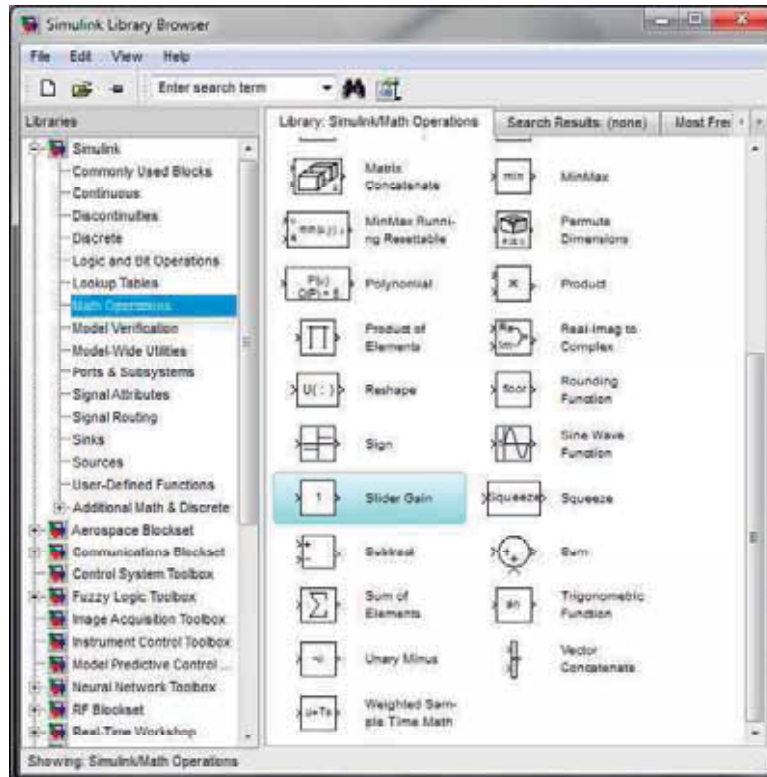 Simulink Library Browser
File Edit View Help
Enter search term
Libraries
Library: Simulink/Math Operations
Search Results: (none)
Most Fre
Simulink
Commonly Used Blocks
Continuous
Discontinuities
Discrete
Logic and Bit Operations
Lookup Tables
Math Operations
Model Verification
Model-Wide Utilities
Ports & Subsystems
Signal Attributes
Signal Routing
Sinks
Sources
User-Defined Functions
Additional Math & Discrete
Aerospace Blockset
Communications Blockset
Control System Toolbox
Fuzzy Logic Toolbox
Image Acquisition Toolbox
Instrument Control Toolbox
Model Predictive Control ...
Neural Network Toolbox
RF Blockset
Real-Time Workshop
Matrix
Concatenate
min
MinMax
MinMax Runni-
ng Resettable
Permute
Dimensions
P(u)
O(P) = 5
Polynomial
×
Product
∏
Product of
Elements
Re
Im
Real-Imag to
Complex
U( : )
Reshape
floor
Rounding
Function
Sign
Sine Wave
Function
1
Slider Gain
Squeeze
Squeeze
+
−
Subtract
+
+
Sum
∑
Sum of
Elements
sin
Trigonometric
Function
-u
Unary Minus
Vector
Concatenate
u+Ts
Weighted Sam-
ple Time Math
Showing: Simulink/Math Operations